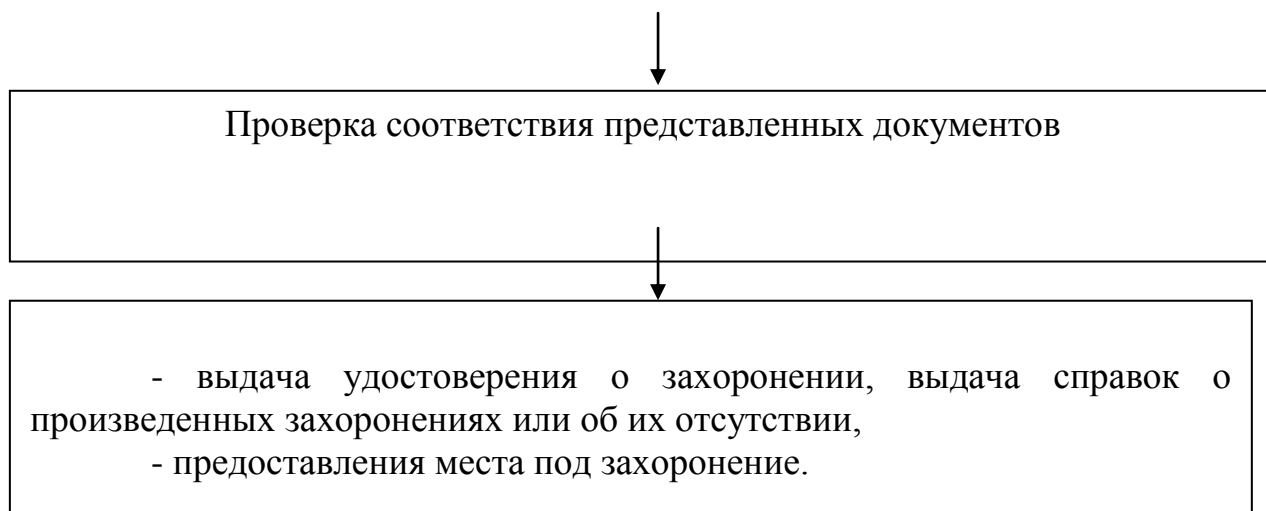 Проверка соответствия представленных документов
- выдача удостоверения о захоронении, выдача справок о
произведенных захоронениях или об их отсутствии,
- предоставления места под захоронение.